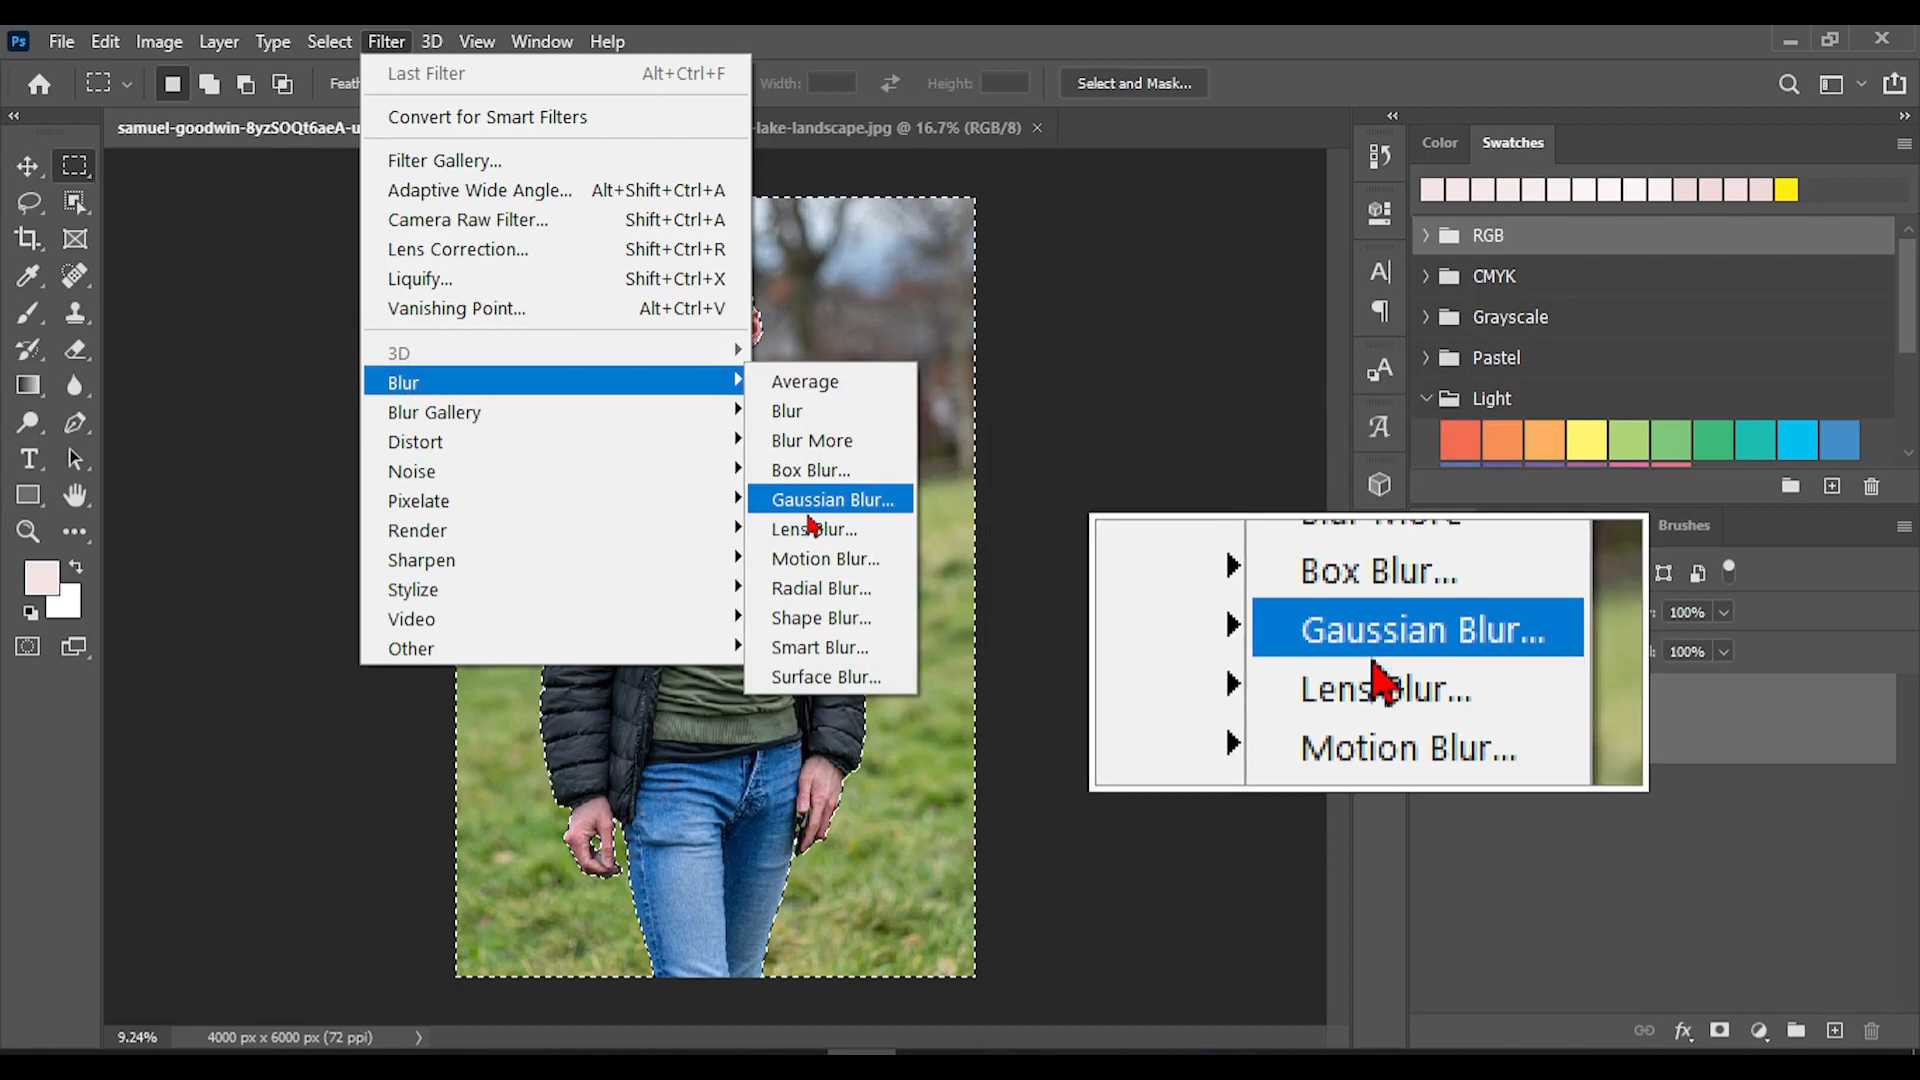 Ps File Edit Image Layer Type Select Filter 3D View Window Help
Width: Height: Select and Mask...
samuel-goodwin-8yzSOQt6aeA-u
-lake-landscape.jpg @ 16.7% (RGB/8) ×
Last Filter Alt+Ctrl+F
Convert for Smart Filters
Filter Gallery...
Adaptive Wide Angle... Alt+Shift+Ctrl+A
Camera Raw Filter... Shift+Ctrl+A
Lens Correction... Shift+Ctrl+R
Liquify... Shift+Ctrl+X
Vanishing Point... Alt+Ctrl+V
3D
Blur
Blur Gallery
Distort
Noise
Pixelate
Render
Sharpen
Stylize
Video
Other
Average
Blur
Blur More
Box Blur...
Gaussian Blur...
Lens Blur...
Motion Blur...
Radial Blur...
Shape Blur...
Smart Blur...
Surface Blur...
Color Swatches
RGB
CMYK
Grayscale
Pastel
Light
Brushes
100%
100%
Box Blur...
Gaussian Blur...
Lens Blur...
Motion Blur...
9.24% 4000 px x 6000 px (72 ppi)